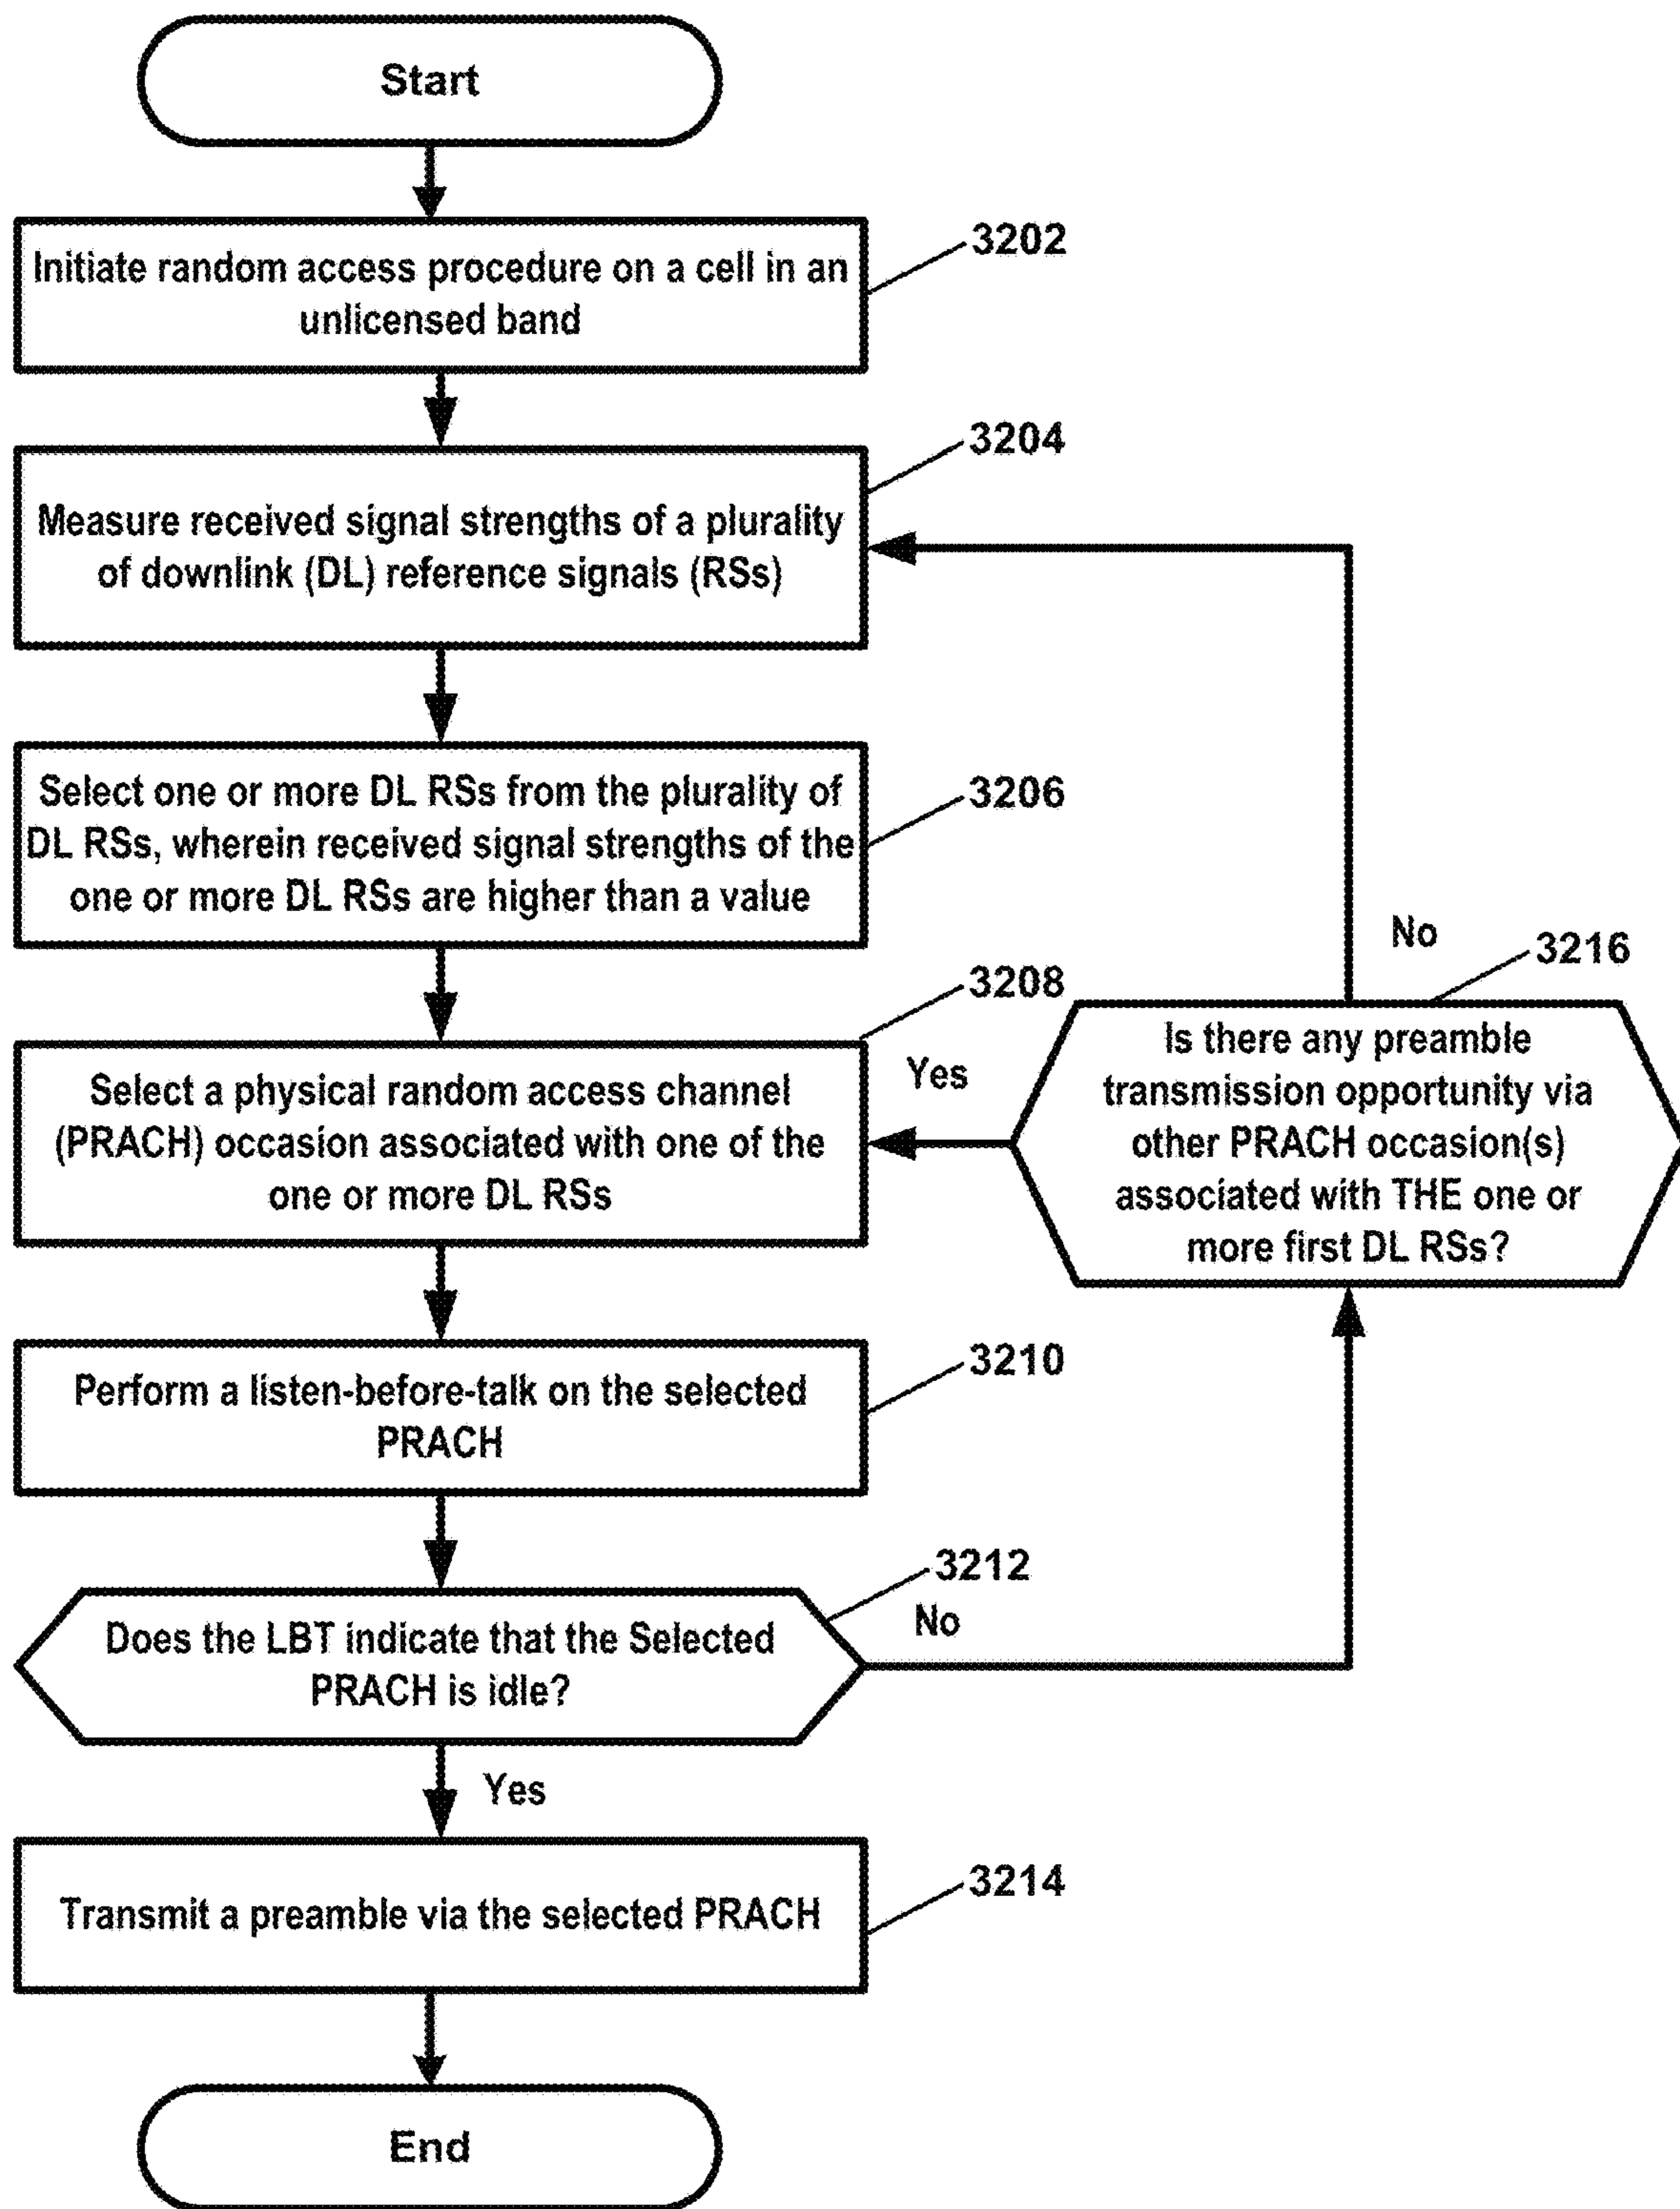 Start
Initiate random access procedure on a cell in an
unlicensed band
3202
Measure received signal strengths of a plurality
of downlink (DL) reference signals (RSs)
3204
Select one or more DL RSs from the plurality of
DL RSs, wherein received signal strengths of the
one or more DL RSs are higher than a value
3206
Select a physical random access channel
(PRACH) occasion associated with one of the
one or more DL RSs
3208
Perform a listen-before-talk on the selected
PRACH
3210
Does the LBT indicate that the Selected
PRACH is idle?
3212
No
Yes
Transmit a preamble via the selected PRACH
3214
End
Is there any preamble
transmission opportunity via
other PRACH occasion(s)
associated with THE one or
more first DL RSs?
3216
No
Yes